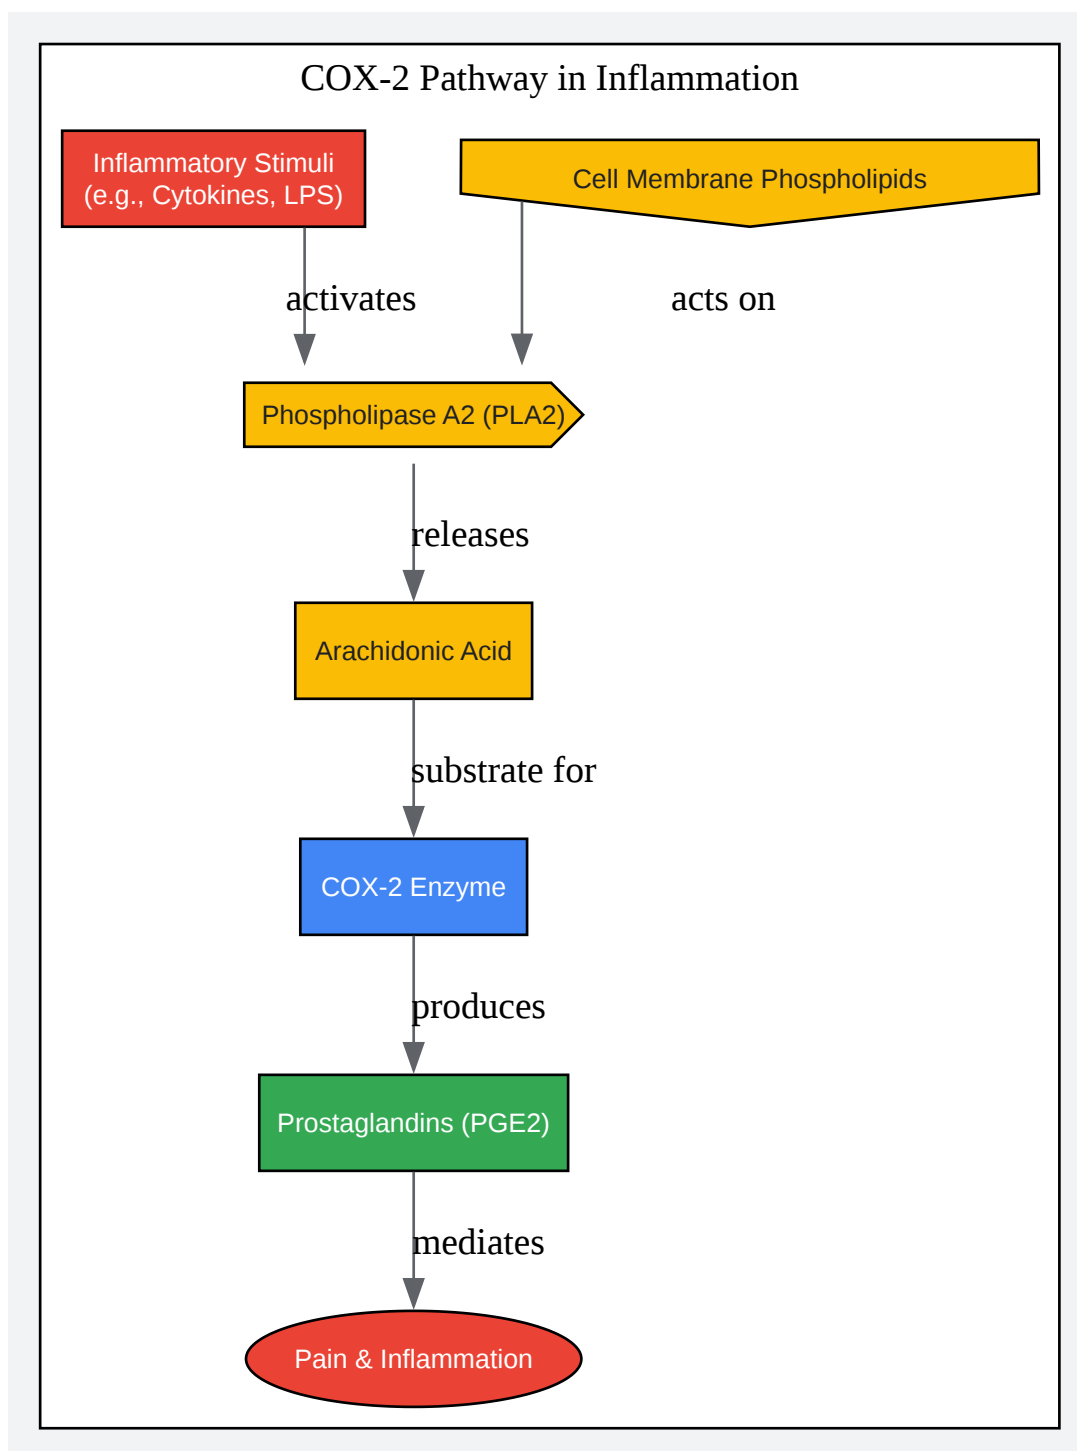 COX-2 Pathway in Inflammation
Inflammatory Stimuli
(e.g., Cytokines, LPS)
Cell Membrane Phospholipids
activates
acts on
Phospholipase A2 (PLA2)
releases
Arachidonic Acid
substrate for
COX-2 Enzyme
produces
Prostaglandins (PGE2)
mediates
Pain & Inflammation